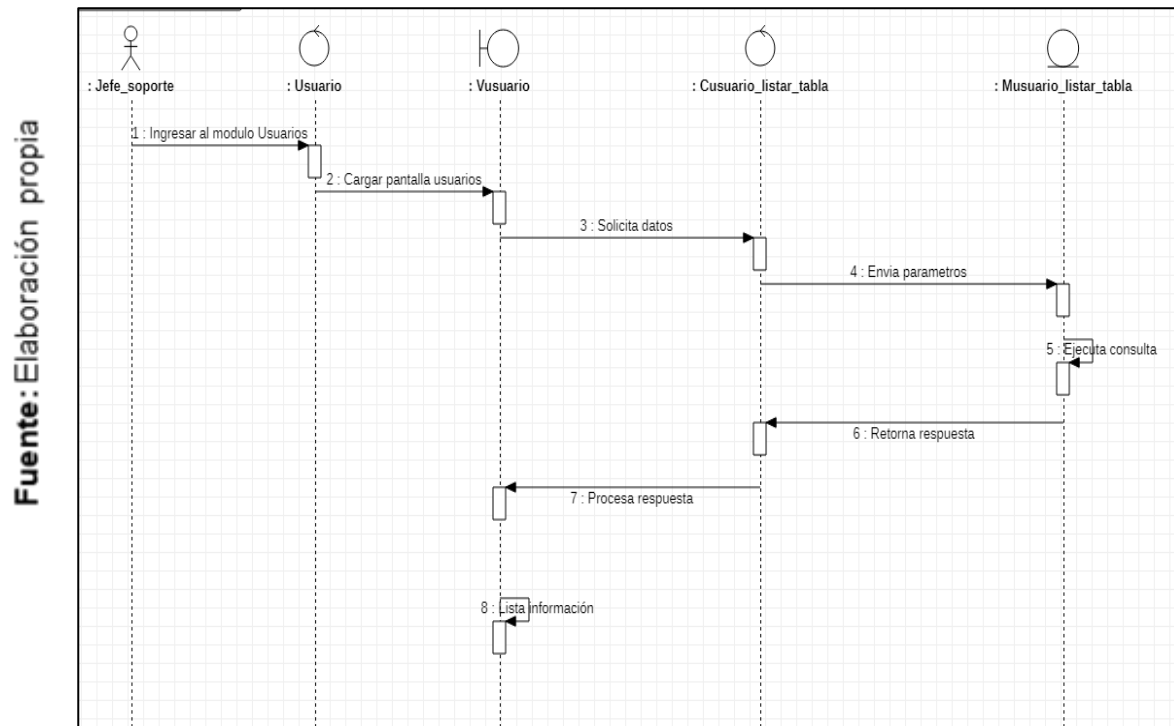 Fuente: Elaboración propia
: Jefe_soporte
: Usuario
: Vusuario
: Cusuario_listar_tabla
: Musuario_listar_tabla
1 : Ingresar al modulo Usuarios
2 : Cargar pantalla usuarios
3 : Solicita datos
4 : Envia parametros
5 : Ejecuta consulta
6 : Retorna respuesta
7 : Procesa respuesta
8 : Lista información